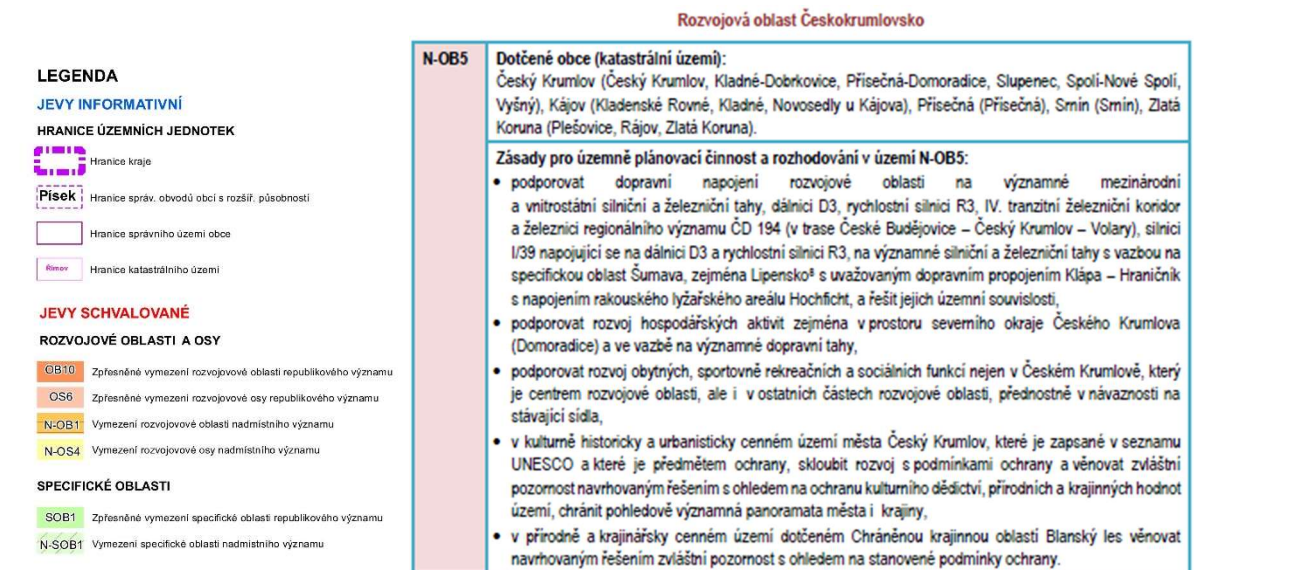 LEGENDA
JEVY INFORMATIVNÍ
HRANICE ÚZEMNÍCH JEDNOTEK
Hranice kraje
Písek Hranice správ. obvodů obcí s rozšíř. působností
Hranice správního území obce
Římov Hranice katastrálního území
JEVY SCHVALOVANÉ
ROZVOJOVÉ OBLASTI A OSY
OB10 Zpřesněné vymezení rozvojovové oblasti republikového významu
OS6 Zpřesněné vymezení rozvojovové osy republikového významu
N-OB1 Vymezení rozvojovové oblasti nadmístního významu
N-OS4 Vymezení rozvojovové osy nadmístního významu
SPECIFICKÉ OBLASTI
SOB1 Zpřesněné vymezení specifické oblasti republikového významu
N-SOB1 Vymezení specifické oblasti nadmístního významu
Rozvojová oblast Českokrumlovsko
N-OB5 Dotčené obce (katastrální území):
Český Krumlov (Český Krumlov, Kladné-Dobrkovice, Přísečná-Domoradice, Slupenec, Spolí-Nové Spolí,
Vyšný), Kájov (Kladenské Rovné, Kladné, Novosedly u Kájova), Přísečná (Přísečná), Srnín (Srnín), Zlatá
Koruna (Plešovice, Rájov, Zlatá Koruna).
Zásady pro územně plánovací činnost a rozhodování v území N-OB5:
• podporovat dopravní napojení rozvojové oblasti na významné mezinárodní
a vnitrostátní silniční a železniční tahy, dálnici D3, rychlostní silnici R3, IV. tranzitní železniční koridor
a železnici regionálního významu ČD 194 (v trase České Budějovice – Český Krumlov – Volary), silnici
I/39 napojující se na dálnici D3 a rychlostní silnici R3, na významné silniční a železniční tahy s vazbou na
specifickou oblast Šumava, zejména Lipensko⁸ s uvažovaným dopravním propojením Klápa – Hraničník
s napojením rakouského lyžařského areálu Hochficht, a řešit jejich územní souvislosti,
• podporovat rozvoj hospodářských aktivit zejména v prostoru severního okraje Českého Krumlova
(Domoradice) a ve vazbě na významné dopravní tahy,
• podporovat rozvoj obytných, sportovně rekreačních a sociálních funkcí nejen v Českém Krumlově, který
je centrem rozvojové oblasti, ale i v ostatních částech rozvojové oblasti, přednostně v návaznosti na
stávající sídla,
• v kulturně historicky a urbanisticky cenném území města Český Krumlov, které je zapsané v seznamu
UNESCO a které je předmětem ochrany, skloubit rozvoj s podmínkami ochrany a věnovat zvláštní
pozornost navrhovaným řešením s ohledem na ochranu kulturního dědictví, přírodních a krajinných hodnot
území, chránit pohledově významná panoramata města i krajiny,
• v přírodně a krajinářsky cenném území dotčeném Chráněnou krajinnou oblastí Blanský les věnovat
navrhovaným řešením zvláštní pozornost s ohledem na stanovené podmínky ochrany.